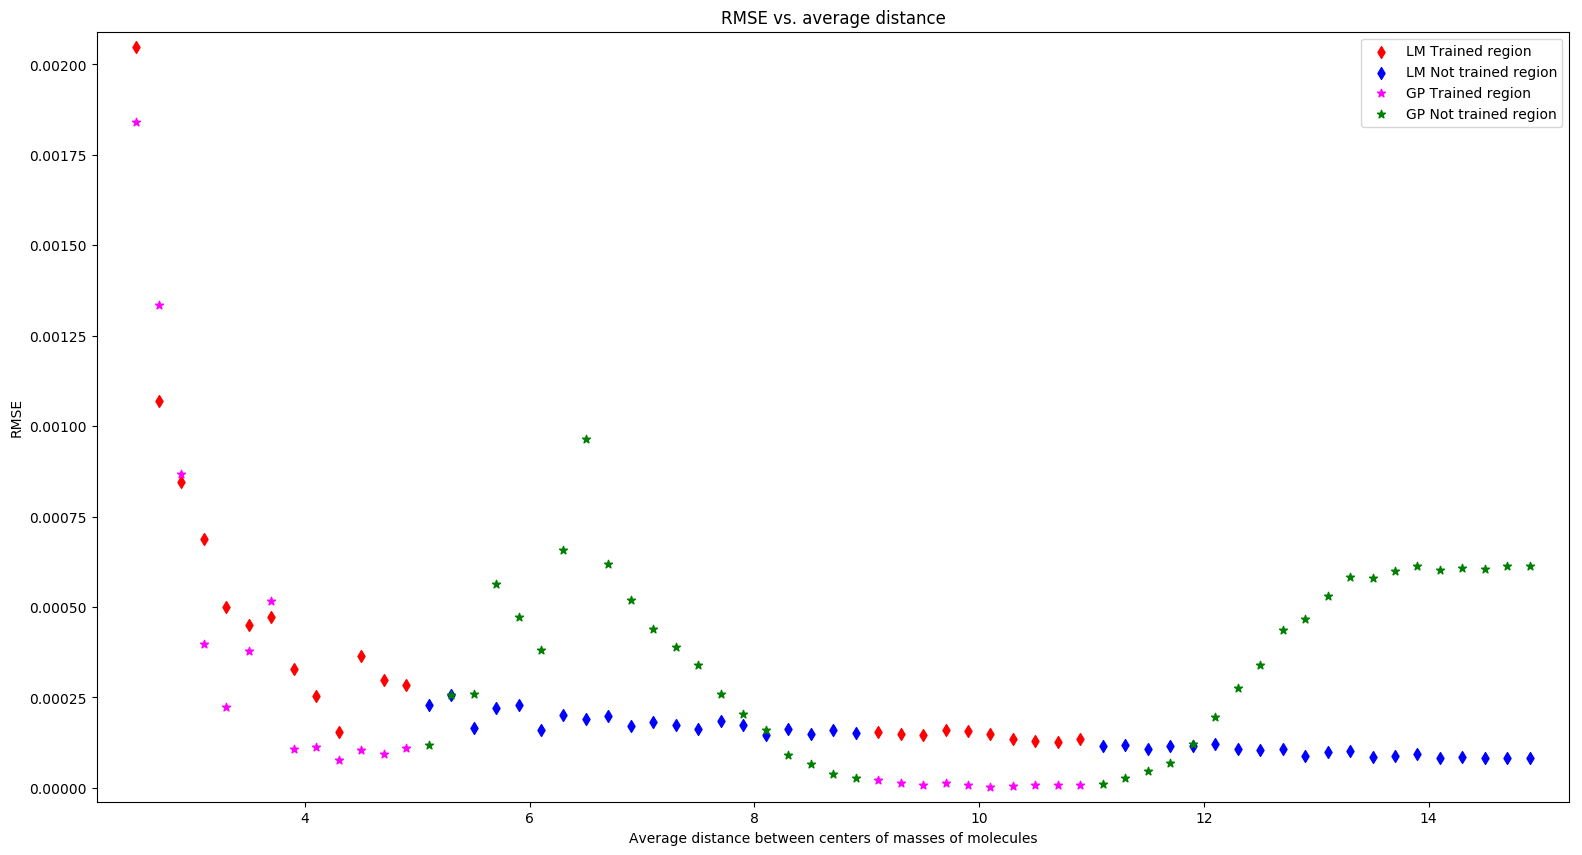 RMSE vs. average distance
LM Trained region
LM Not trained region
GP Trained region
GP Not trained region
0.00200
0.00175
0.00150
0.00125
0.00100
0.00075
0.00050
0.00025
0.00000
RMSE
4 6 8 10 12 14
Average distance between centers of masses of molecules